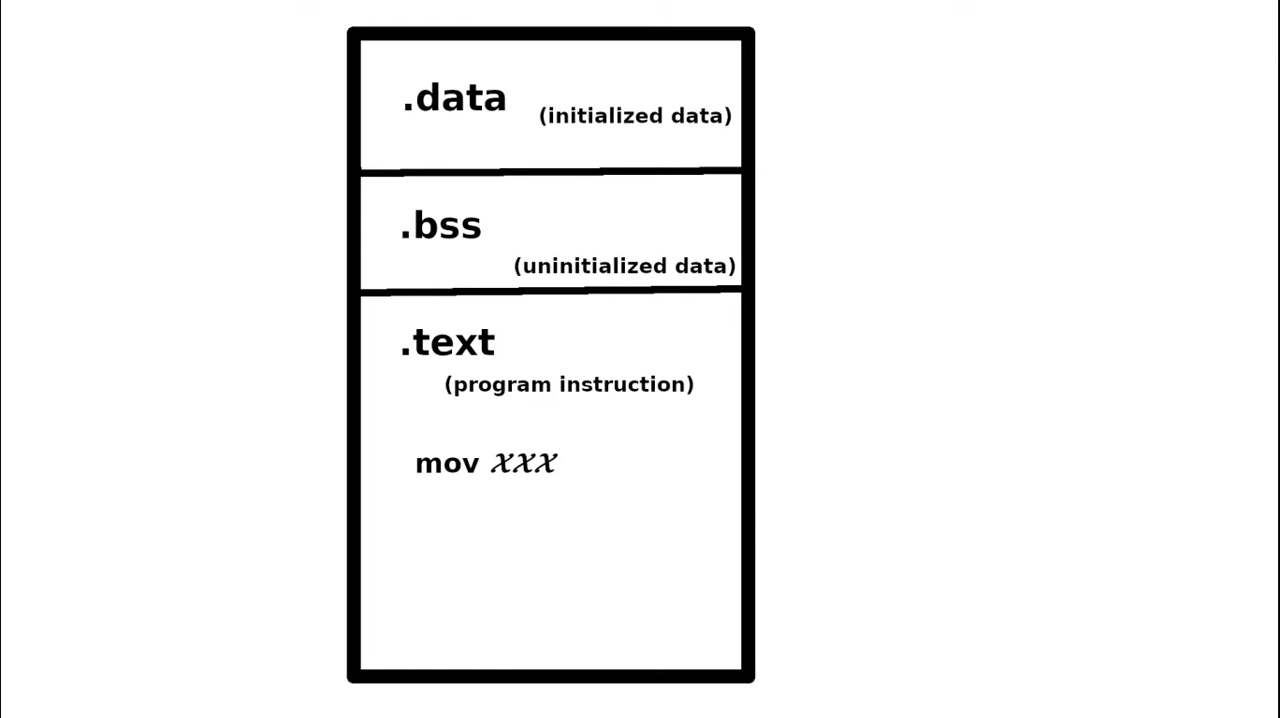 .data (initialized data)
.bss
(uninitialized data)
.text
(program instruction)
mov 𝓍𝓍𝓍